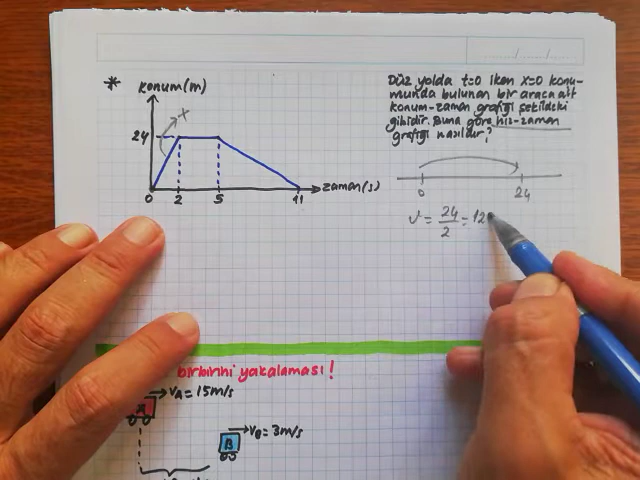 * konum(m)
x
24
0 2 5 11 zaman(s)
Düz yolda t=0 iken x=0 konu-
munda bulunan bir araca ait
konum-zaman grafiği şekildeki
gibidir. Buna göre hız-zaman
grafiği nasıldır?
0 24
v = 24/2 = 12
birbirini yakalaması!
VA = 15m/s
A
VB = 3m/s
B